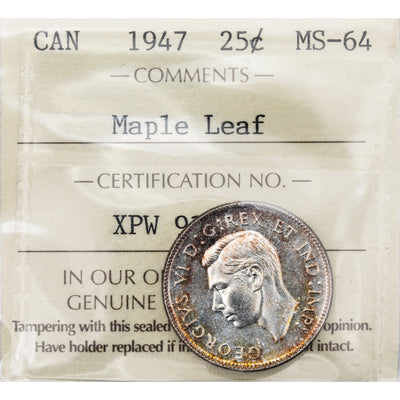 CAN 1947 25¢ MS-64
COMMENTS
Maple Leaf
CERTIFICATION NO.
XPW
IN OUR
GENUINE
Tampering with this sealed opinion.
Have holder replaced if intact.
GEORGIVS VI D:G:REX ET IND:IMP: